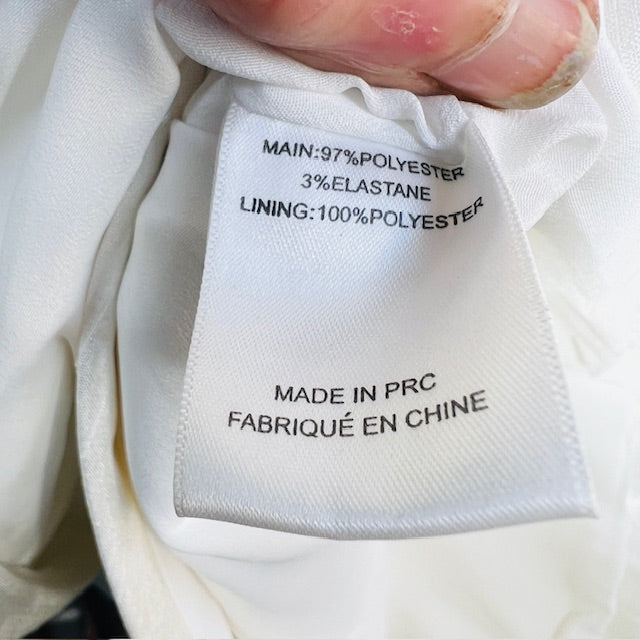 MAIN:97%POLYESTER
3%ELASTANE
LINING:100%POLYESTER
MADE IN PRC
FABRIQUÉ EN CHINE